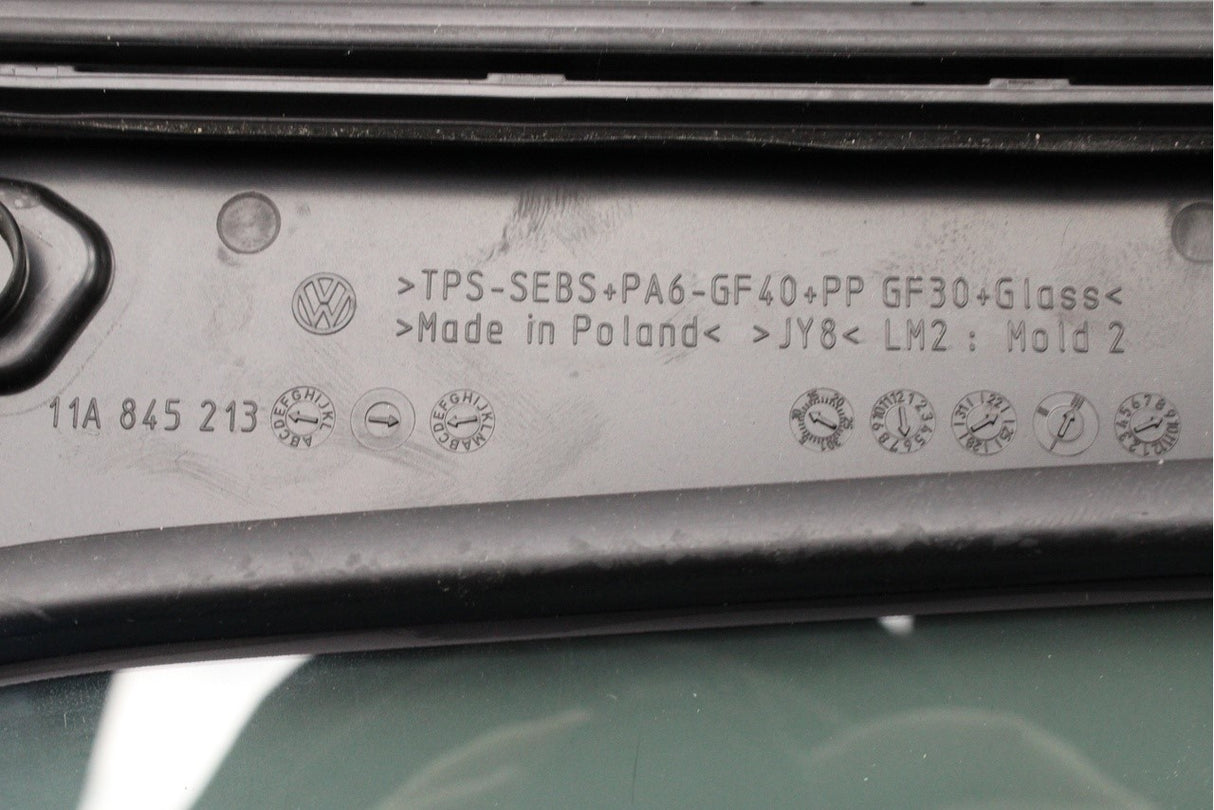 >TPS-SEBS+PA6-GF40+PP GF30+Glass<
>Made in Poland< >JY8< LM2 : Mold 2
11A 845 213